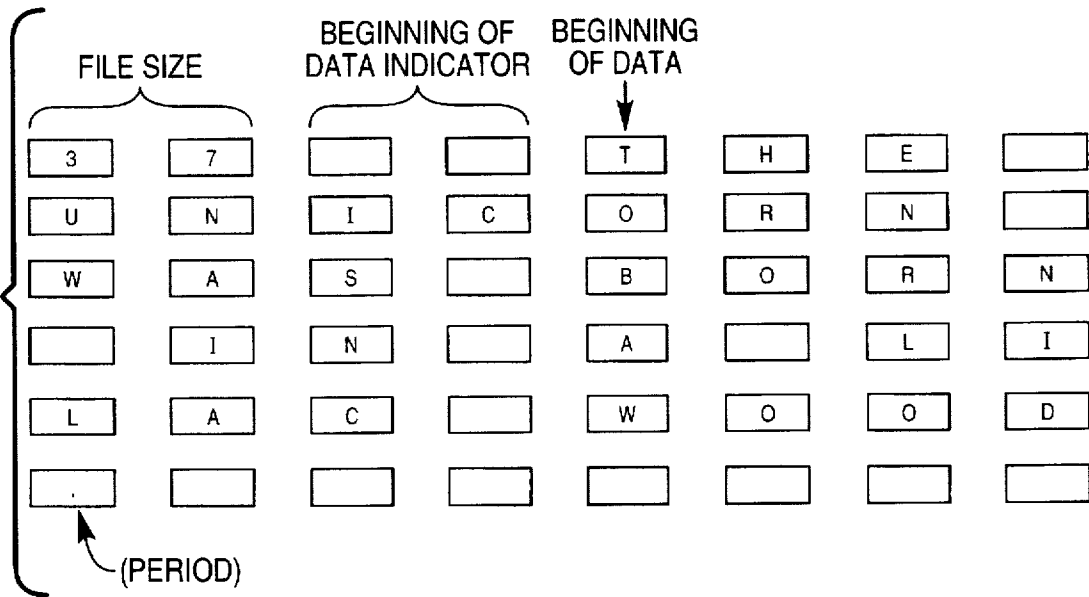 FILE SIZE
BEGINNING OF
DATA INDICATOR
BEGINNING
OF DATA
3 7 T H E
U N I C O R N
W A S B O R N
I N A L I
L A C W O O D
.
(PERIOD)